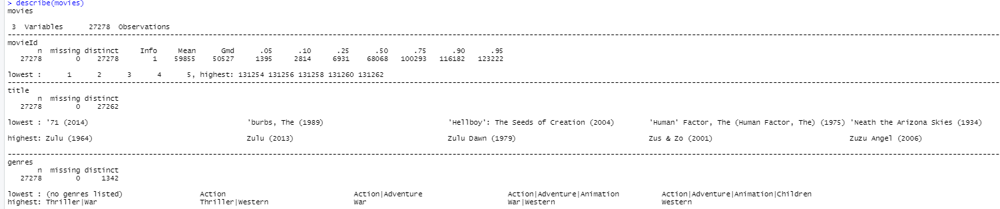 > describe(movies)
movies
3 Variables 27278 Observations
--------------------------------------------------------------------------------
movieId
n missing distinct Info Mean Gmd .05 .10 .25 .50 .75 .90 .95
27278 0 27278 1 59855 50527 1395 2814 6931 68068 100293 116182 123222
lowest : 1 2 3 4 5, highest: 131254 131256 131258 131260 131262
--------------------------------------------------------------------------------
title
n missing distinct
27278 0 27262
lowest : '71 (2014) 'burbs, The (1989) 'Hellboy': The Seeds of Creation (2004) 'Human' Factor, The (Human Factor, The) (1975) 'Neath the Arizona Skies (1934)
highest: Zulu (1964) Zulu (2013) Zulu Dawn (1979) Zus & Zo (2001) Zuzu Angel (2006)
--------------------------------------------------------------------------------
genres
n missing distinct
27278 0 1342
lowest : (no genres listed) Action Action|Adventure Action|Adventure|Animation Action|Adventure|Animation|Children
highest: Thriller|War Thriller|Western War War|Western Western